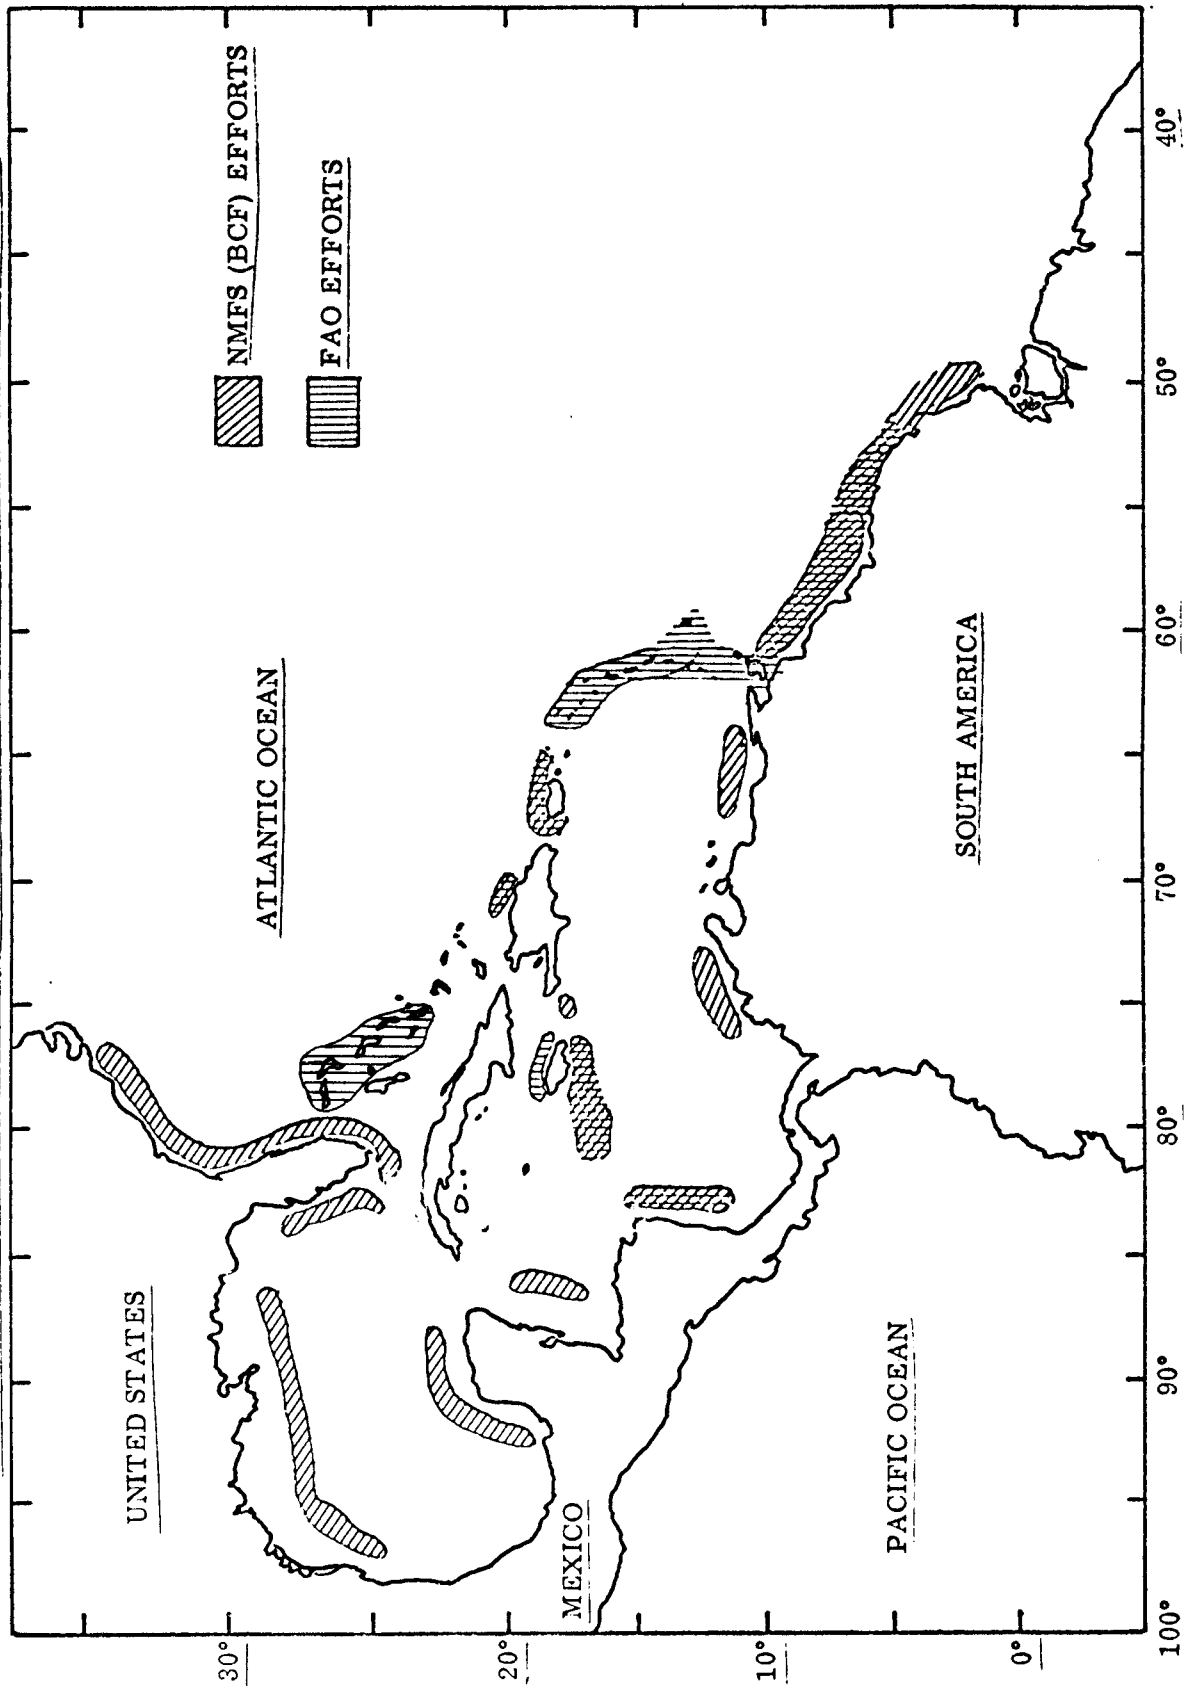 NMFS (BCF) EFFORTS
FAO EFFORTS
UNITED STATES
ATLANTIC OCEAN
MEXICO
SOUTH AMERICA
PACIFIC OCEAN
30°
20°
10°
0°
100°
90°
80°
70°
60°
50°
40°